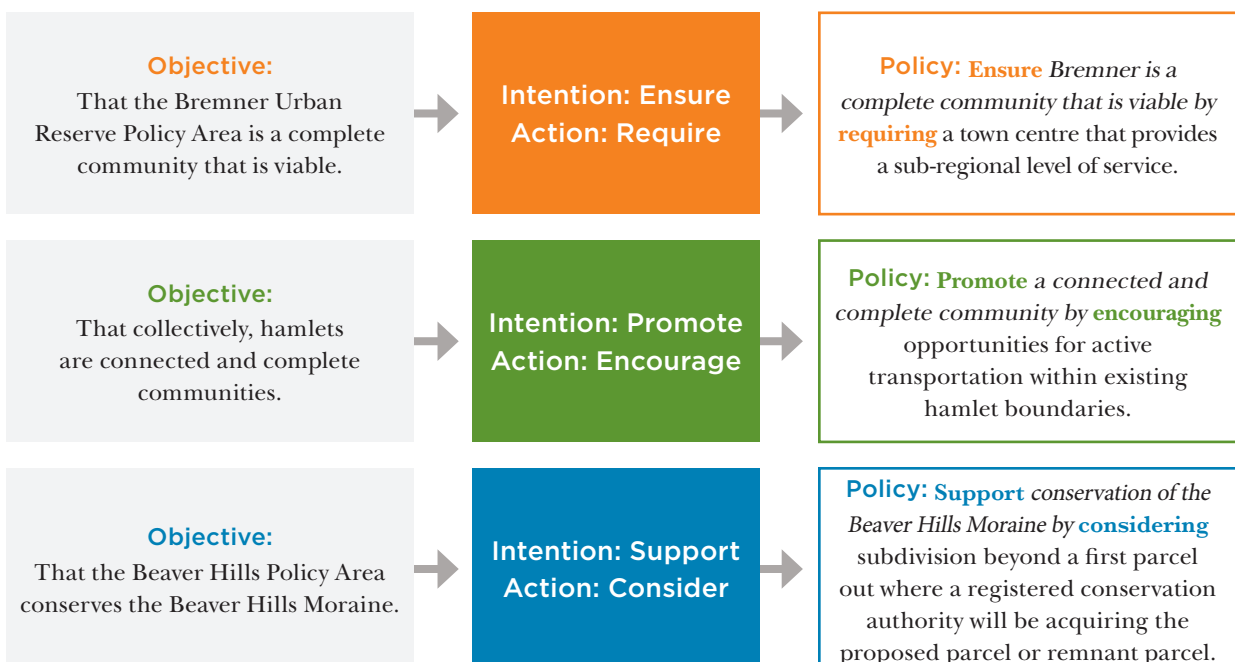 Objective:
That the Bremner Urban
Reserve Policy Area is a complete
community that is viable.
Intention: Ensure
Action: Require
Policy: Ensure Bremner is a
complete community that is viable by
requiring a town centre that provides
a sub-regional level of service.
Objective:
That collectively, hamlets
are connected and complete
communities.
Intention: Promote
Action: Encourage
Policy: Promote a connected and
complete community by encouraging
opportunities for active
transportation within existing
hamlet boundaries.
Objective:
That the Beaver Hills Policy Area
conserves the Beaver Hills Moraine.
Intention: Support
Action: Consider
Policy: Support conservation of the
Beaver Hills Moraine by considering
subdivision beyond a first parcel
out where a registered conservation
authority will be acquiring the
proposed parcel or remnant parcel.